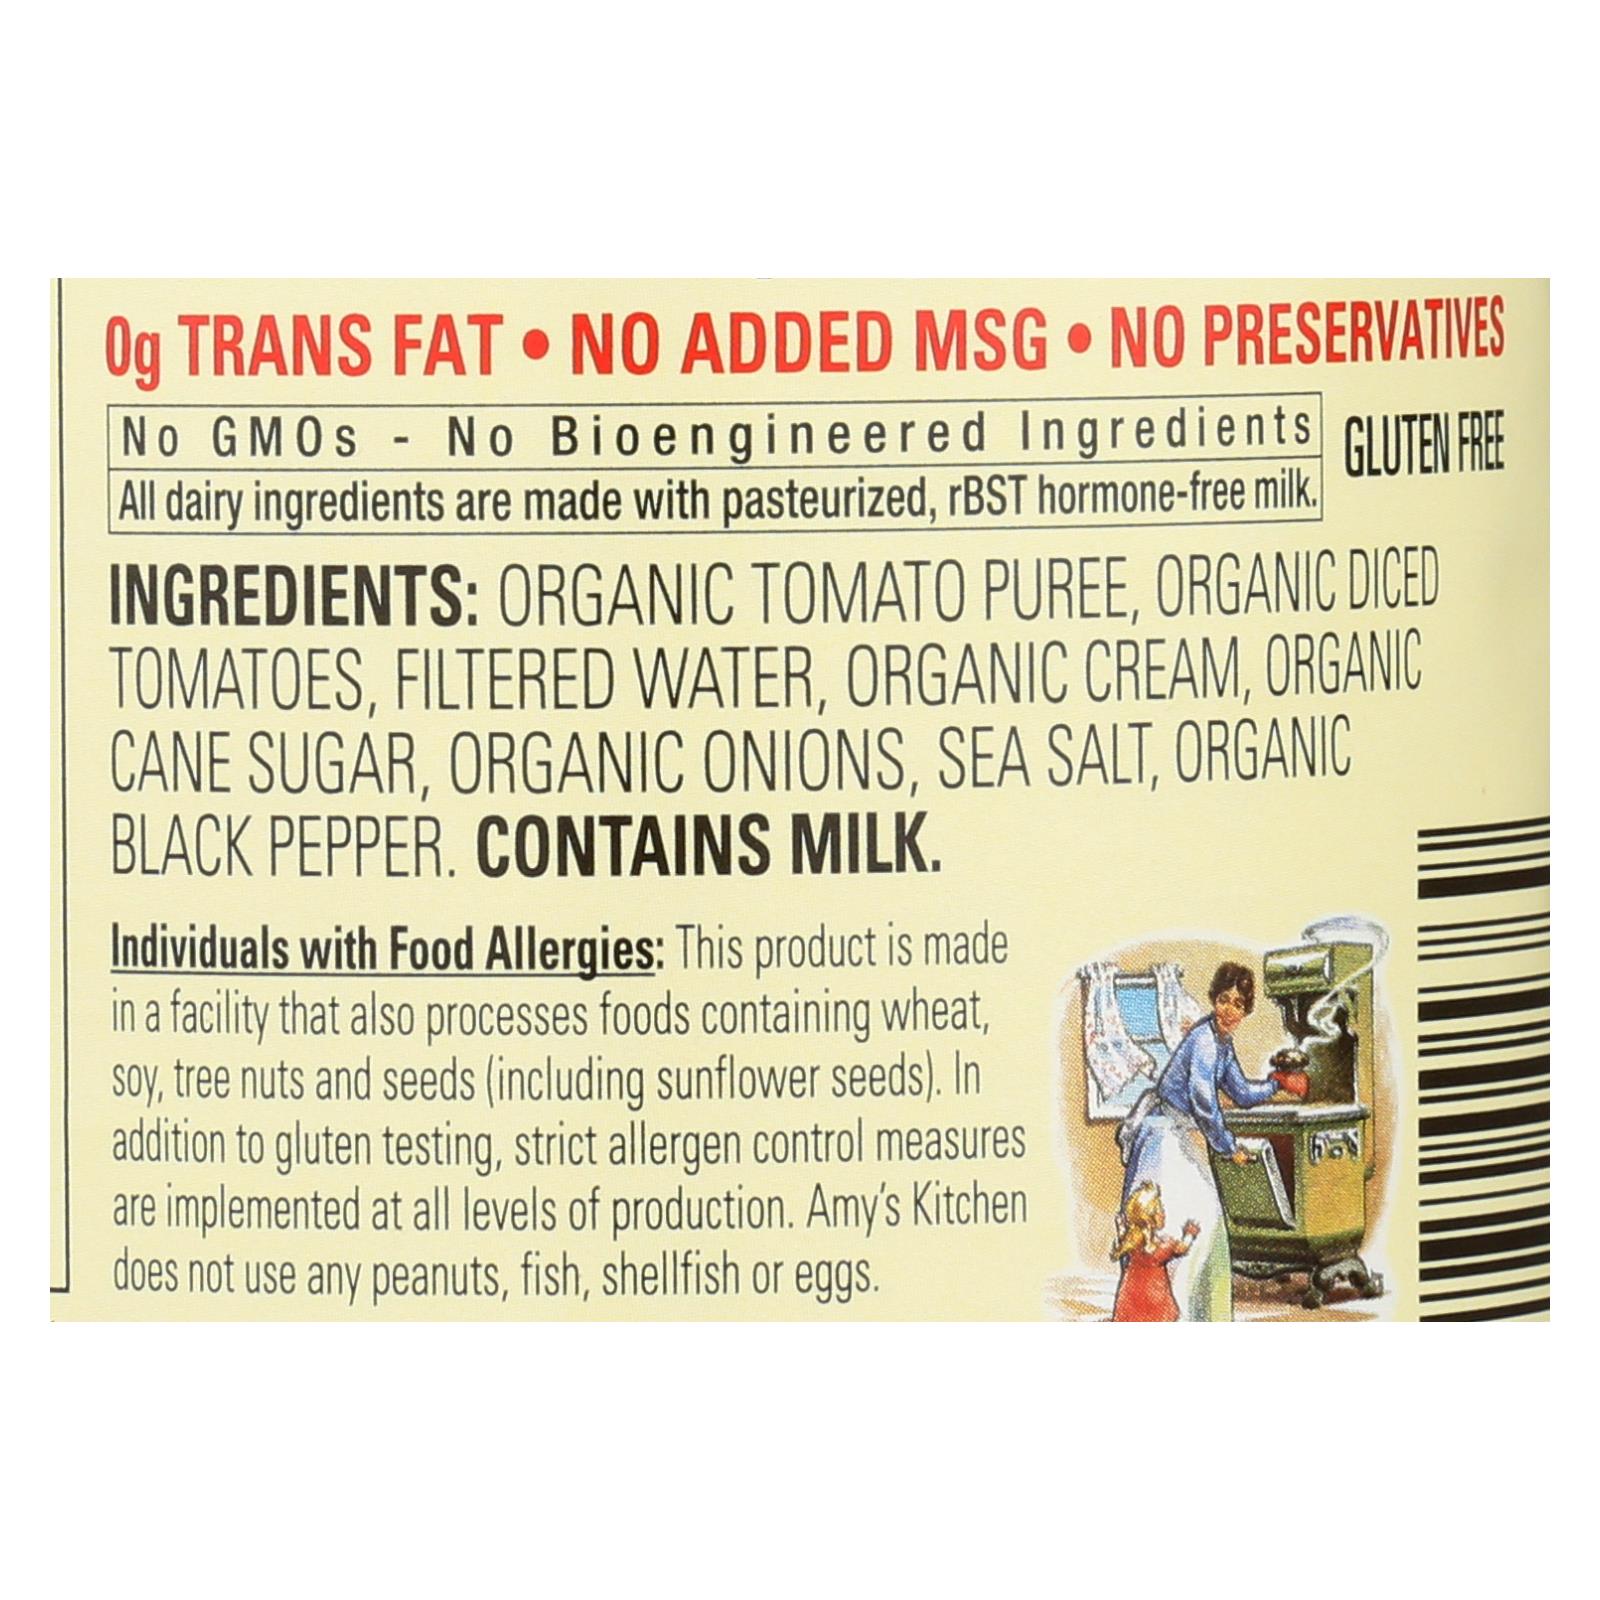 0g TRANS FAT • NO ADDED MSG • NO PRESERVATIVES
No GMOs - No Bioengineered Ingredients
GLUTEN FREE
All dairy ingredients are made with pasteurized, rBST hormone-free milk.
INGREDIENTS: ORGANIC TOMATO PUREE, ORGANIC DICED
TOMATOES, FILTERED WATER, ORGANIC CREAM, ORGANIC
CANE SUGAR, ORGANIC ONIONS, SEA SALT, ORGANIC
BLACK PEPPER. CONTAINS MILK.
Individuals with Food Allergies: This product is made
in a facility that also processes foods containing wheat,
soy, tree nuts and seeds (including sunflower seeds). In
addition to gluten testing, strict allergen control measures
are implemented at all levels of production. Amy's Kitchen
does not use any peanuts, fish, shellfish or eggs.